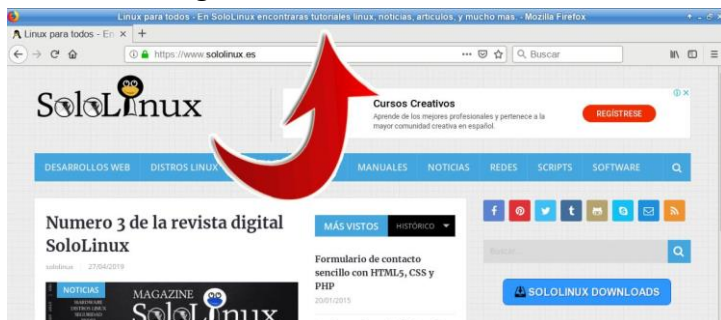 Linux para todos - En SoloLinux encontraras tutoriales linux, noticias, articulos, y mucho mas. - Mozilla Firefox
Linux para todos - En × +
https://www.sololinux.es
Buscar
SoloLinux
Cursos Creativos
Aprende de los mejores profesionales y pertenece a la
mayor comunidad creativa en español.
REGÍSTRESE
DESARROLLOS WEB DISTROS LINUX MANUALES NOTICIAS REDES SCRIPTS SOFTWARE
Numero 3 de la revista digital
SoloLinux
sololinux 27/04/2019
NOTICIAS
MAGAZINE
SoloLinux
HARDWARE
MÁS VISTOS HISTÓRICO
Formulario de contacto
sencillo con HTML5, CSS y
PHP
20/01/2015
Buscar...
SOLOLINUX DOWNLOADS